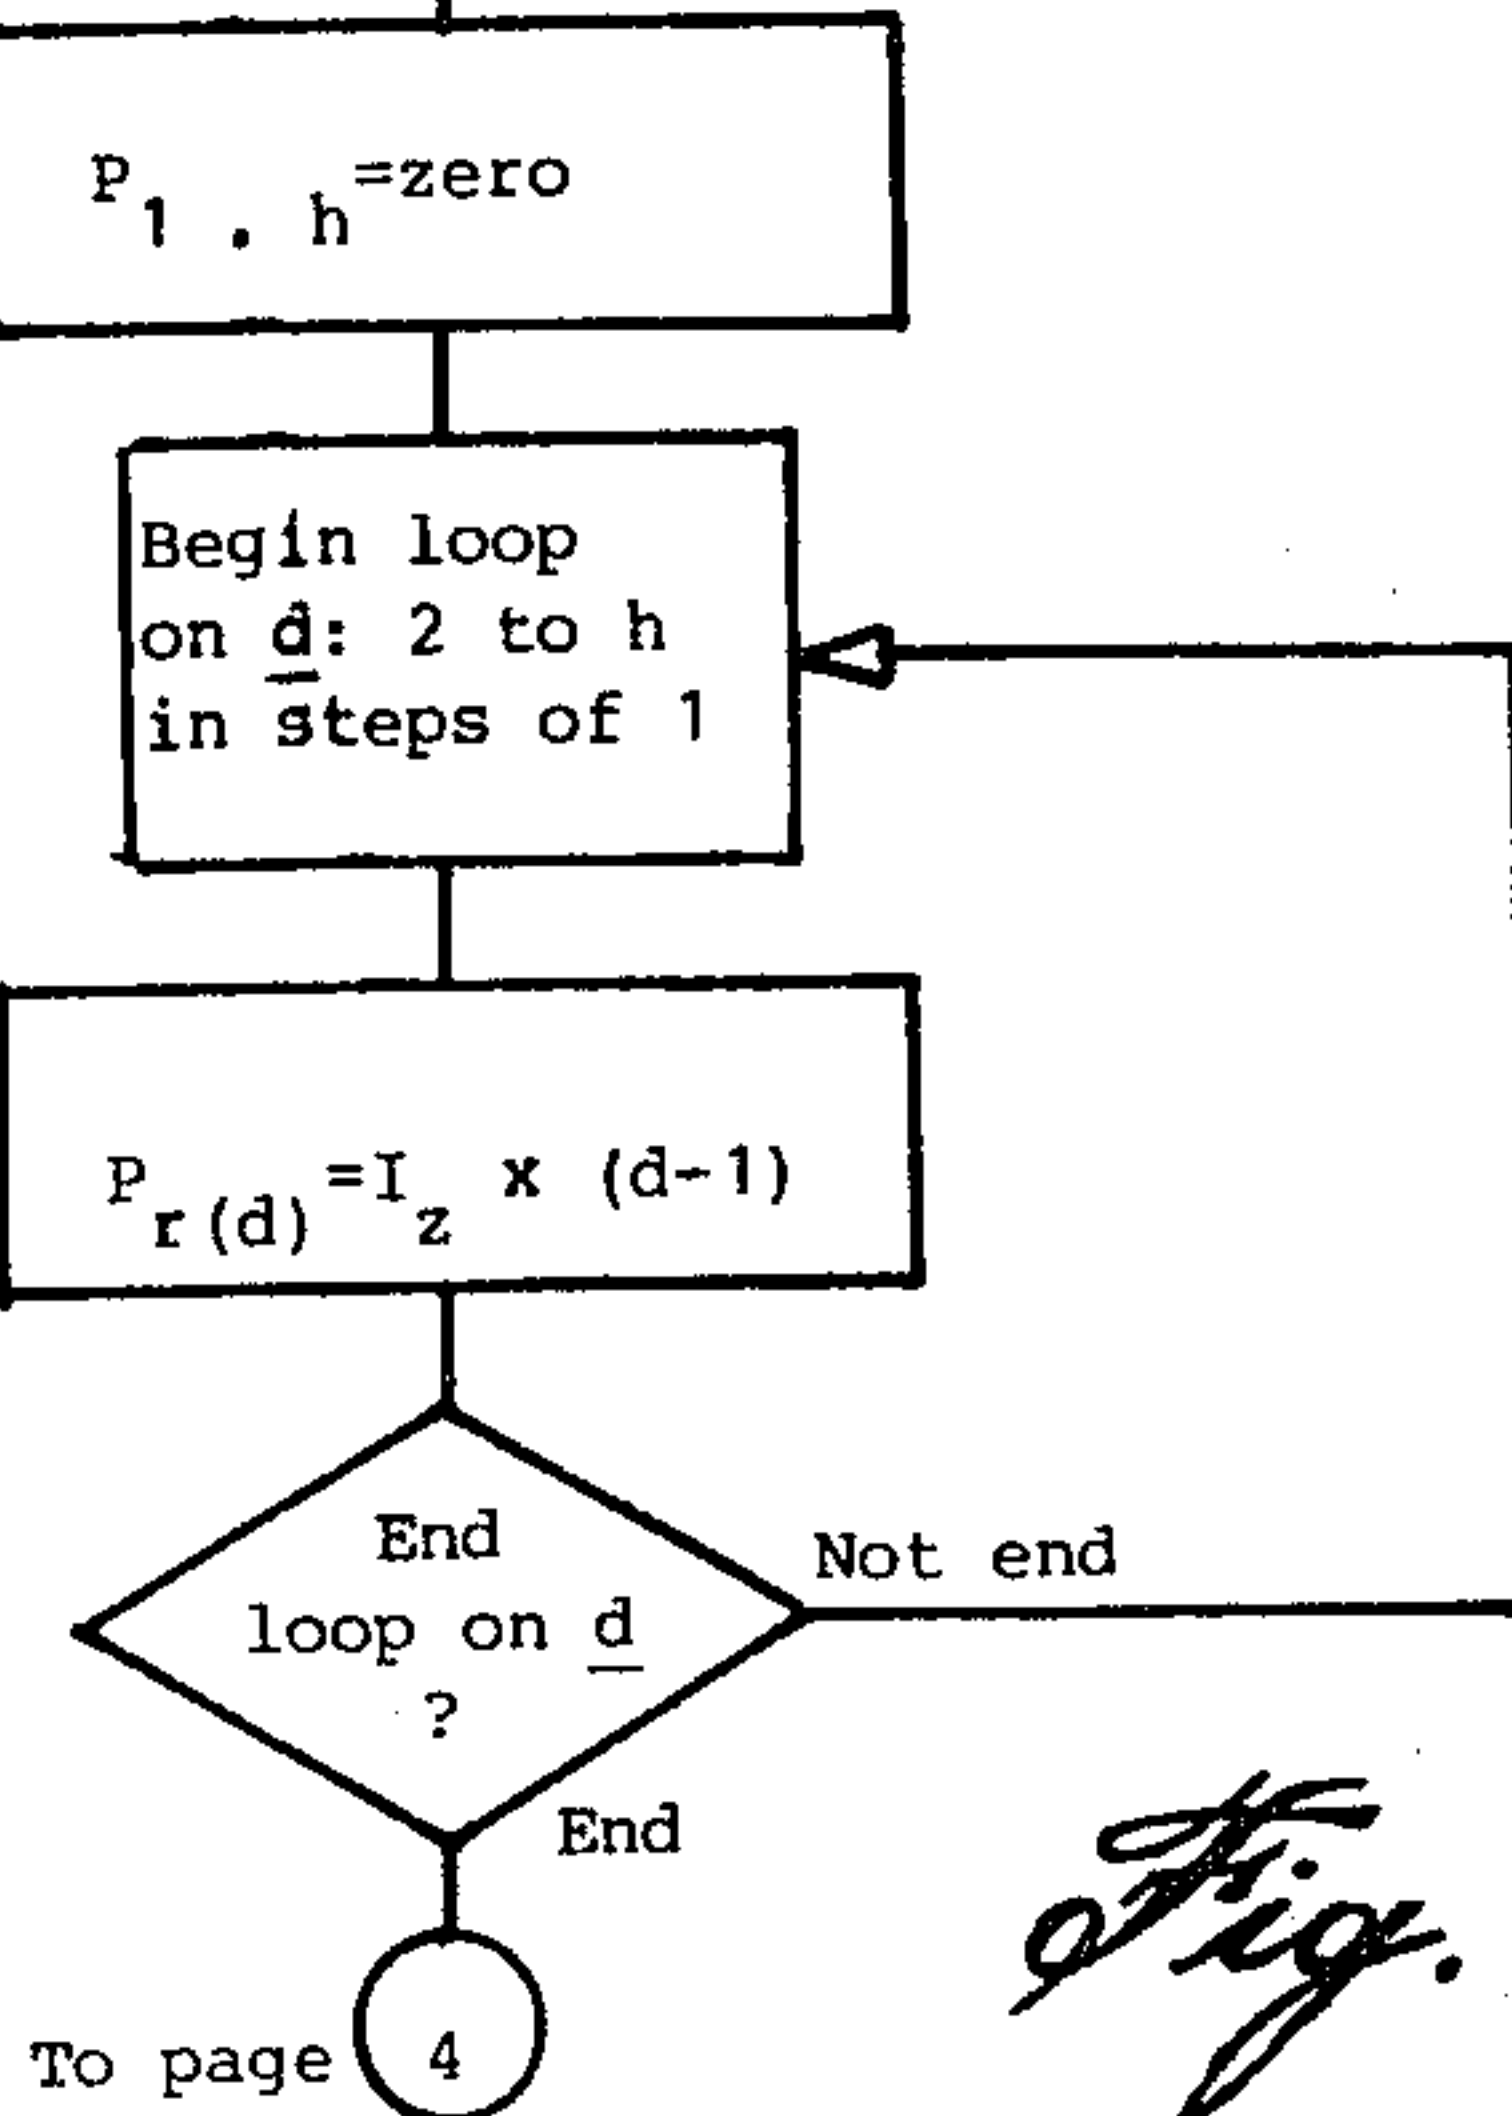 P1 . h=zero
Begin loop
on d: 2 to h
in steps of 1
Pr(d)=Iz x (d-1)
End
loop on d
?
Not end
End
To page 4
Fig.